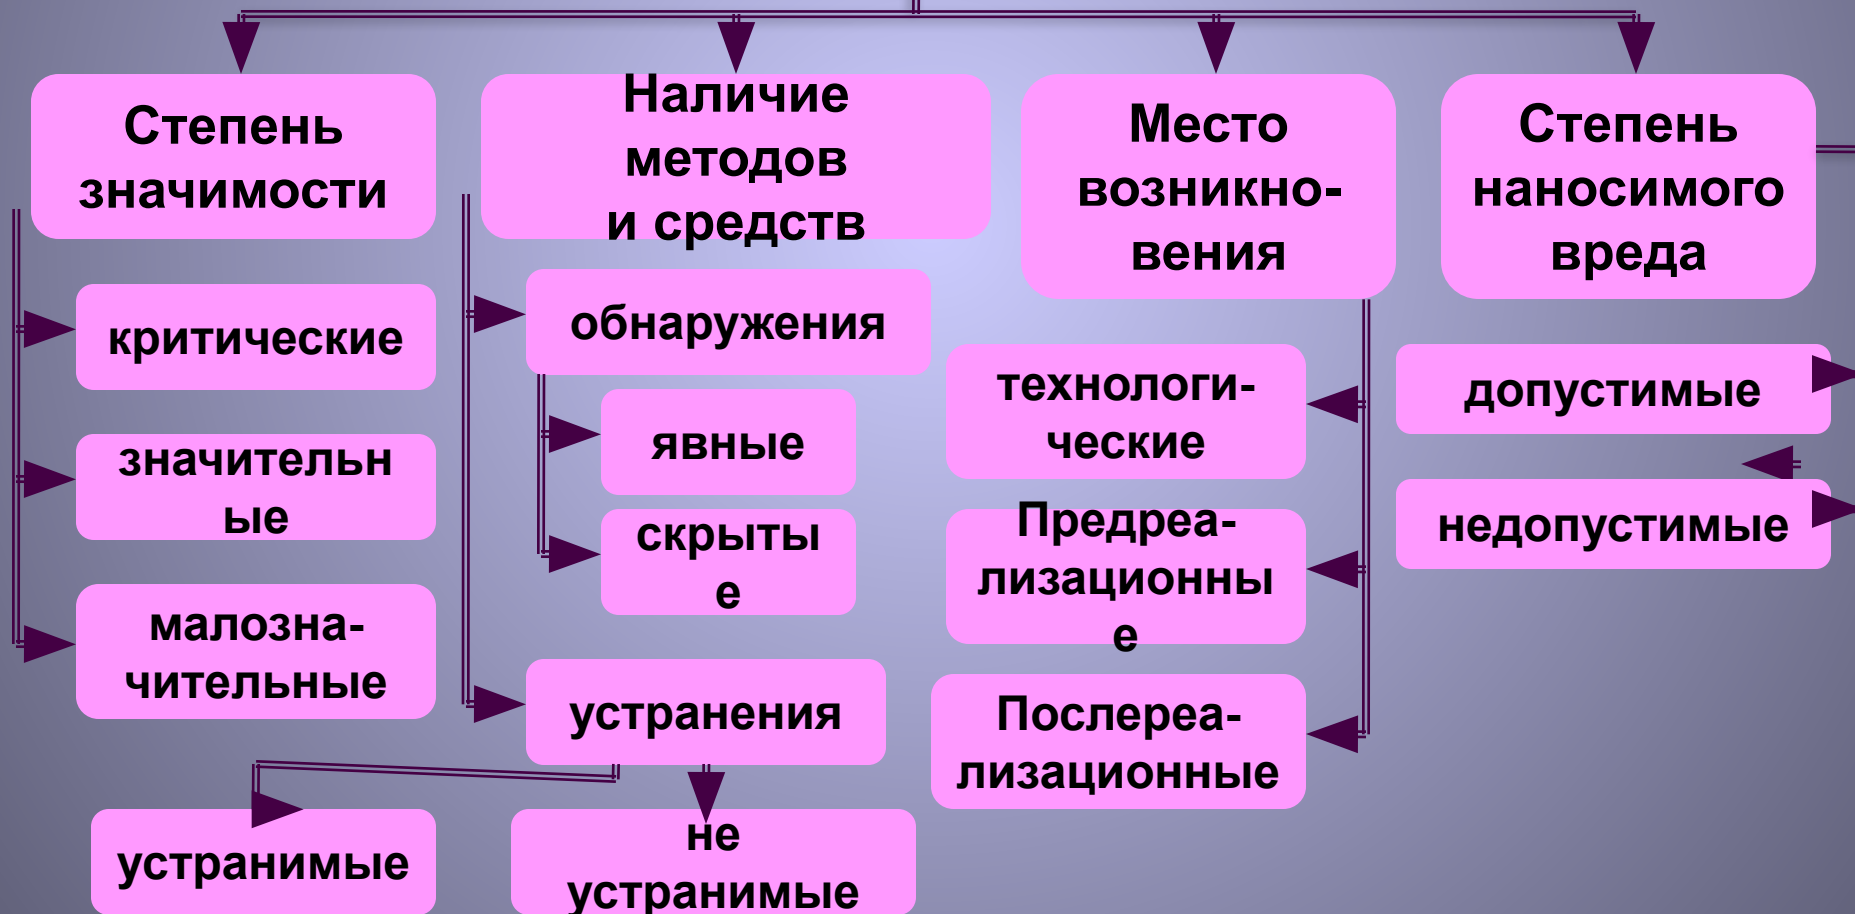 Степень
значимости
критические
значительн
ые
малозна-
чительные
Наличие
методов
и средств
обнаружения
явные
скрыты
е
устранения
устранимые
не
устранимые
Место
возникно-
вения
технологи-
ческие
Предреа-
лизационны
е
Послереа-
лизационные
Степень
наносимого
вреда
допустимые
недопустимые